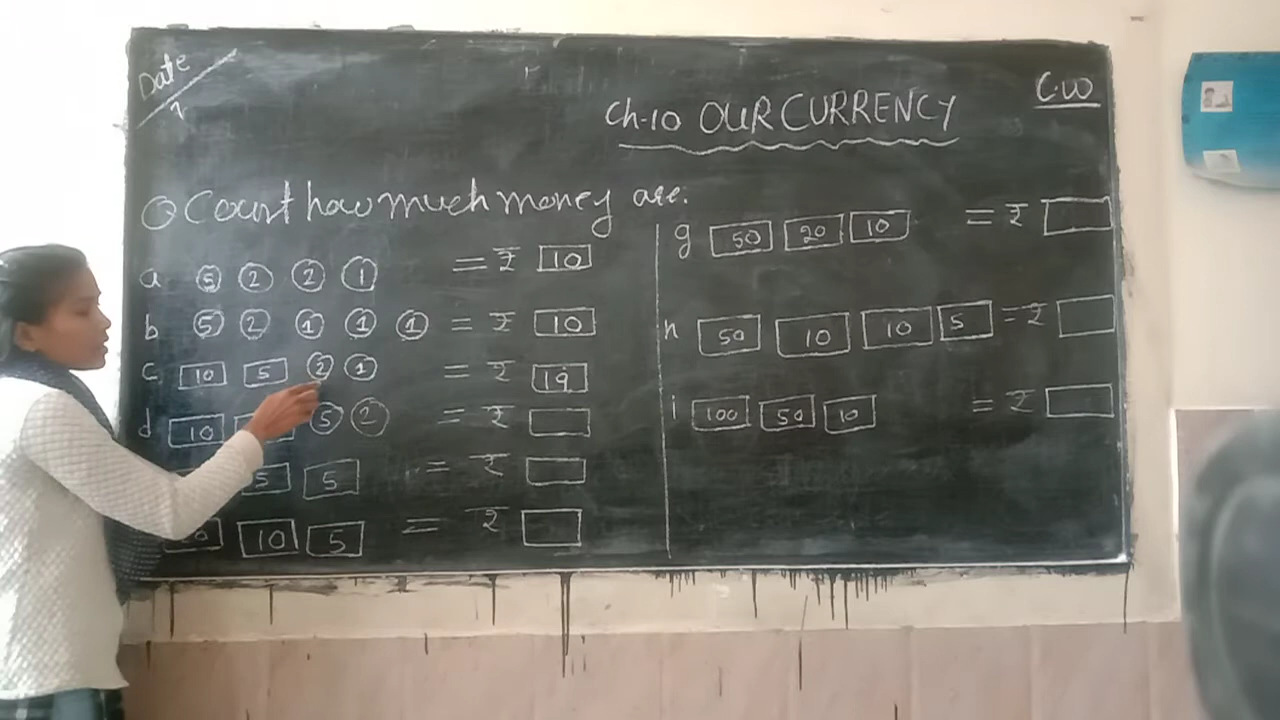 Date
1
C.W
Ch-10 OUR CURRENCY
Q Count how much money are:
a 5 2 2 1 = ₹ 10
b 5 2 1 1 1 = ₹ 10
c 10 5 2 1 = ₹ 19
d 10 5 2 = ₹
5 5 = ₹
10 5 = ₹
g 50 20 10 = ₹
h 50 10 10 5 = ₹
i 100 50 10 = ₹